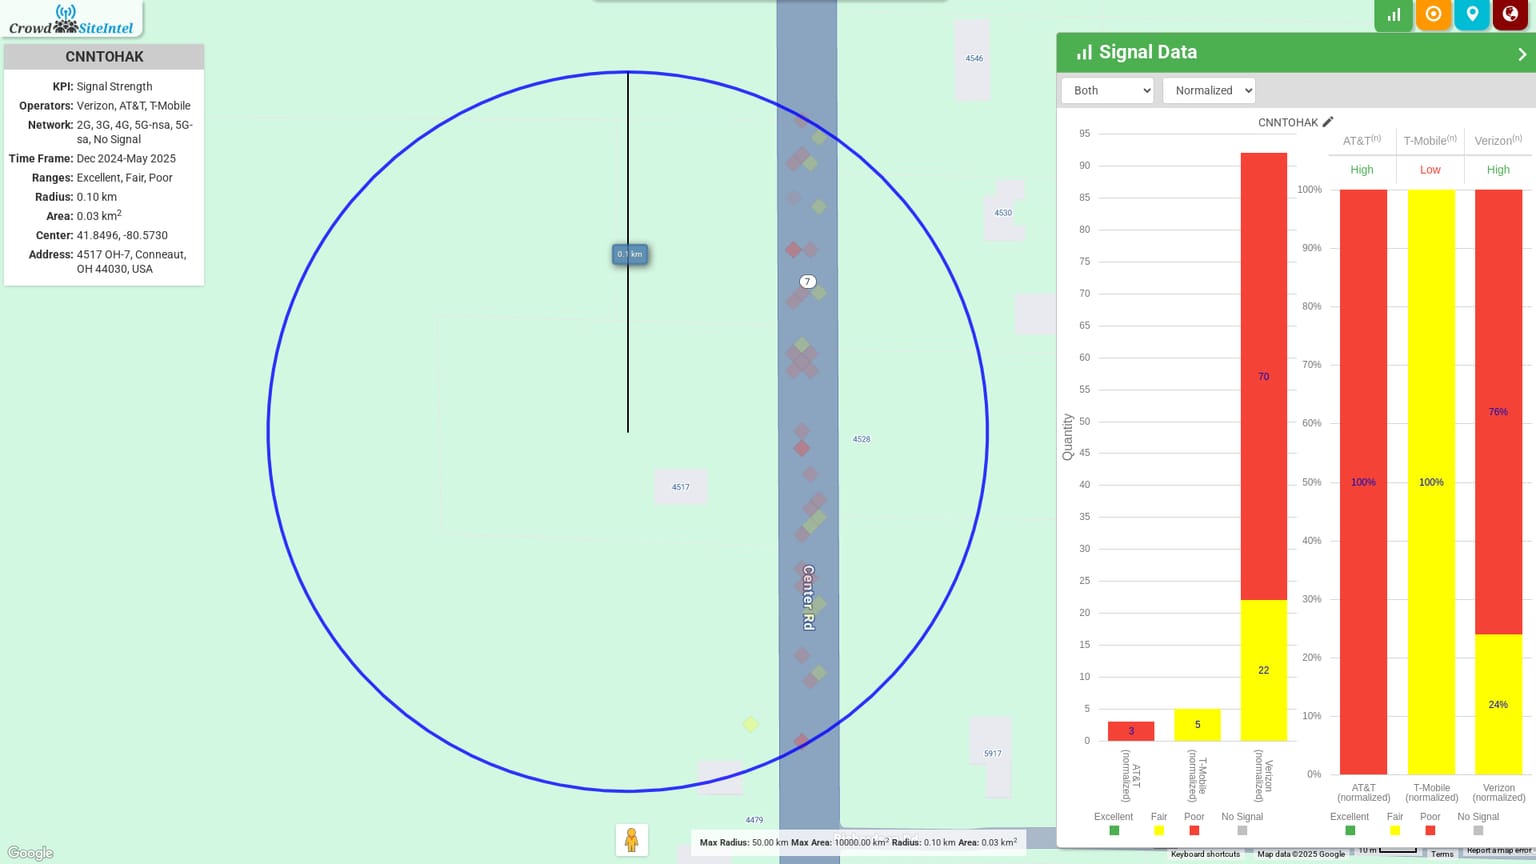 Crowd SiteIntel
CNNTOHAK
KPI: Signal Strength
Operators: Verizon, AT&T, T-Mobile
Network: 2G, 3G, 4G, 5G-nsa, 5G-
sa, No Signal
Time Frame: Dec 2024-May 2025
Ranges: Excellent, Fair, Poor
Radius: 0.10 km
Area: 0.03 km²
Center: 41.8496, -80.5730
Address: 4517 OH-7, Conneaut,
OH 44030, USA
0.1 km
4546
4530
7
4528
4517
Center Rd
5917
4479
Google
Max Radius: 50.00 km Max Area: 10000.00 km² Radius: 0.10 km Area: 0.03 km²
Signal Data
Both
Normalized
CNNTOHAK
Quantity
95
90
85
80
75
70
65
60
55
50
45
40
35
30
25
20
15
10
5
0
3
5
70
22
AT&T
(normalized)
T-Mobile
(normalized)
Verizon
(normalized)
Excellent Fair Poor No Signal
AT&T(n) T-Mobile(n) Verizon(n)
High Low High
100%
90%
80%
70%
60%
50%
40%
30%
20%
10%
0%
100%
100%
76%
24%
AT&T
(normalized)
T-Mobile
(normalized)
Verizon
(normalized)
Excellent Fair Poor No Signal
Keyboard shortcuts Map data ©2025 Google 10 m Terms Report a map error